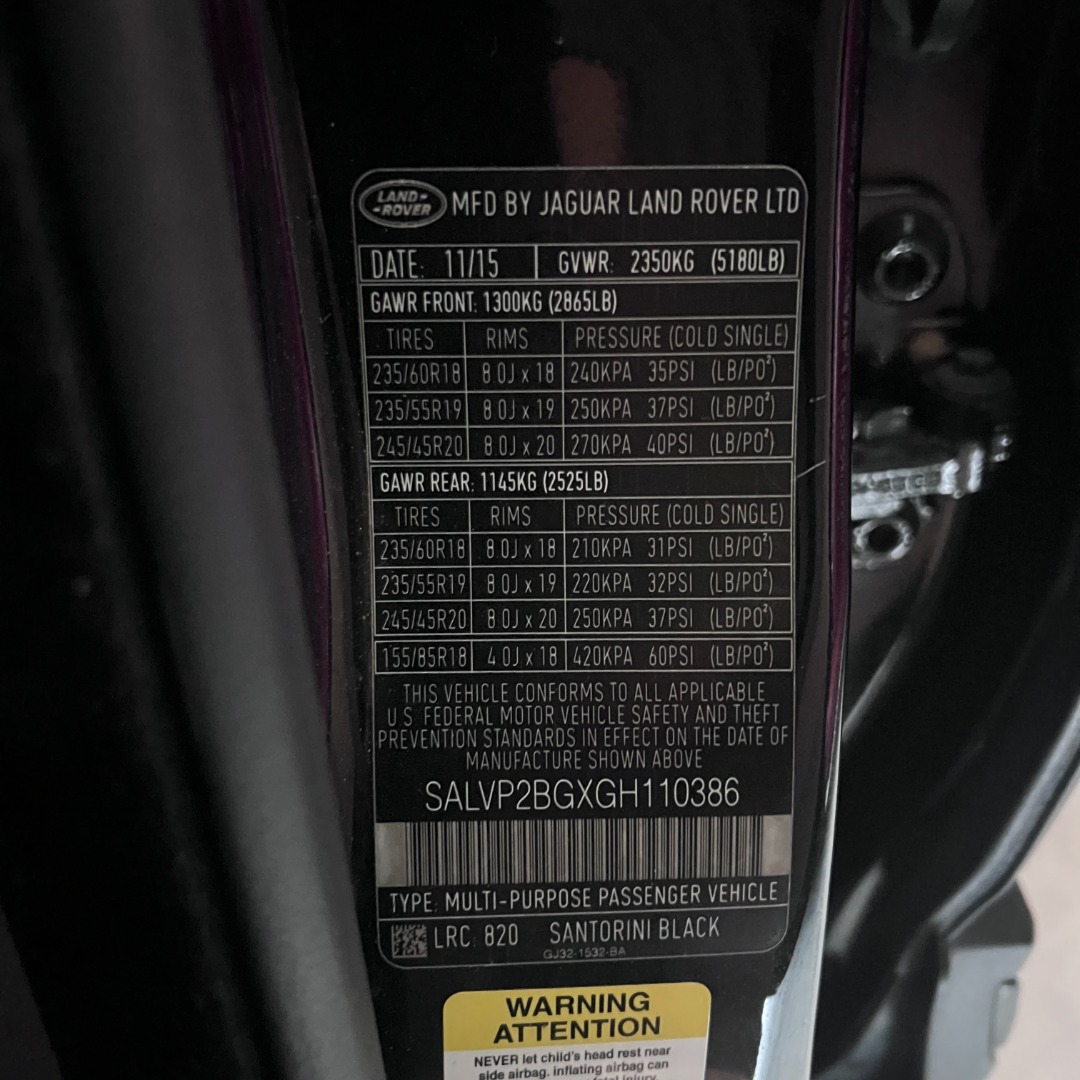 LAND-
-ROVER
MFD BY JAGUAR LAND ROVER LTD
DATE: 11/15 GVWR: 2350KG (5180LB)
GAWR FRONT: 1300KG (2865LB)
TIRES RIMS PRESSURE (COLD SINGLE)
235/60R18 8.0J x 18 240KPA 35PSI (LB/PO²)
235/55R19 8.0J x 19 250KPA 37PSI (LB/PO²)
245/45R20 8.0J x 20 270KPA 40PSI (LB/PO²)
GAWR REAR: 1145KG (2525LB)
TIRES RIMS PRESSURE (COLD SINGLE)
235/60R18 8.0J x 18 210KPA 31PSI (LB/PO²)
235/55R19 8.0J x 19 220KPA 32PSI (LB/PO²)
245/45R20 8.0J x 20 250KPA 37PSI (LB/PO²)
155/85R18 4.0J x 18 420KPA 60PSI (LB/PO²)
THIS VEHICLE CONFORMS TO ALL APPLICABLE
U.S. FEDERAL MOTOR VEHICLE SAFETY AND THEFT
PREVENTION STANDARDS IN EFFECT ON THE DATE OF
MANUFACTURE SHOWN ABOVE
SALVP2BGXGH110386
TYPE: MULTI-PURPOSE PASSENGER VEHICLE
LRC 820 SANTORINI BLACK
GJ32-1532-BA
WARNING
ATTENTION
NEVER let child's head rest near
side airbag. inflating airbag can
fatal injury.